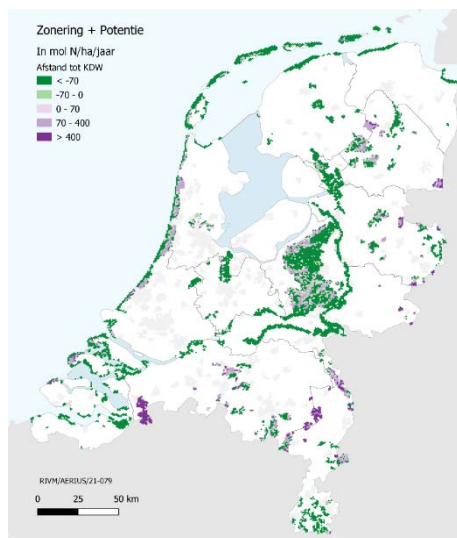 Zonering + Potentie
In mol N/ha/jaar
Afstand tot KDW
< -70
-70 - 0
0 - 70
70 - 400
> 400
RIVM/AERIUS/21-079
0 25 50 km